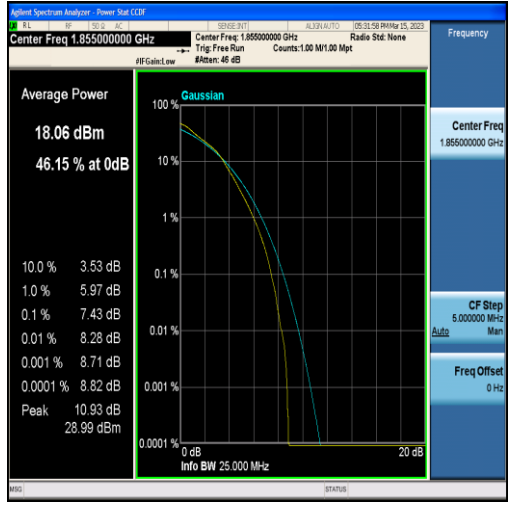 Agilent Spectrum Analyzer - Power Stat CCDF
RL RF 50 Ω AC SENSE:INT ALIGN AUTO 05:31:58 PM Mar 15, 2023
Center Freq 1.855000000 GHz
Center Freq: 1.855000000 GHz Radio Std: None
Trig: Free Run Counts:1.00 M/1.00 Mpt
#IFGain:Low #Atten: 46 dB
Frequency
Average Power
18.06 dBm
46.15 % at 0dB
10.0 % 3.53 dB
1.0 % 5.97 dB
0.1 % 7.43 dB
0.01 % 8.28 dB
0.001 % 8.71 dB
0.0001 % 8.82 dB
Peak 10.93 dB
28.99 dBm
Gaussian
100 %
10 %
1 %
0.1 %
0.01 %
0.001 %
0.0001 %
0 dB 20 dB
Info BW 25.000 MHz
Center Freq
1.855000000 GHz
CF Step
5.000000 MHz
Auto Man
Freq Offset
0 Hz
MSG STATUS